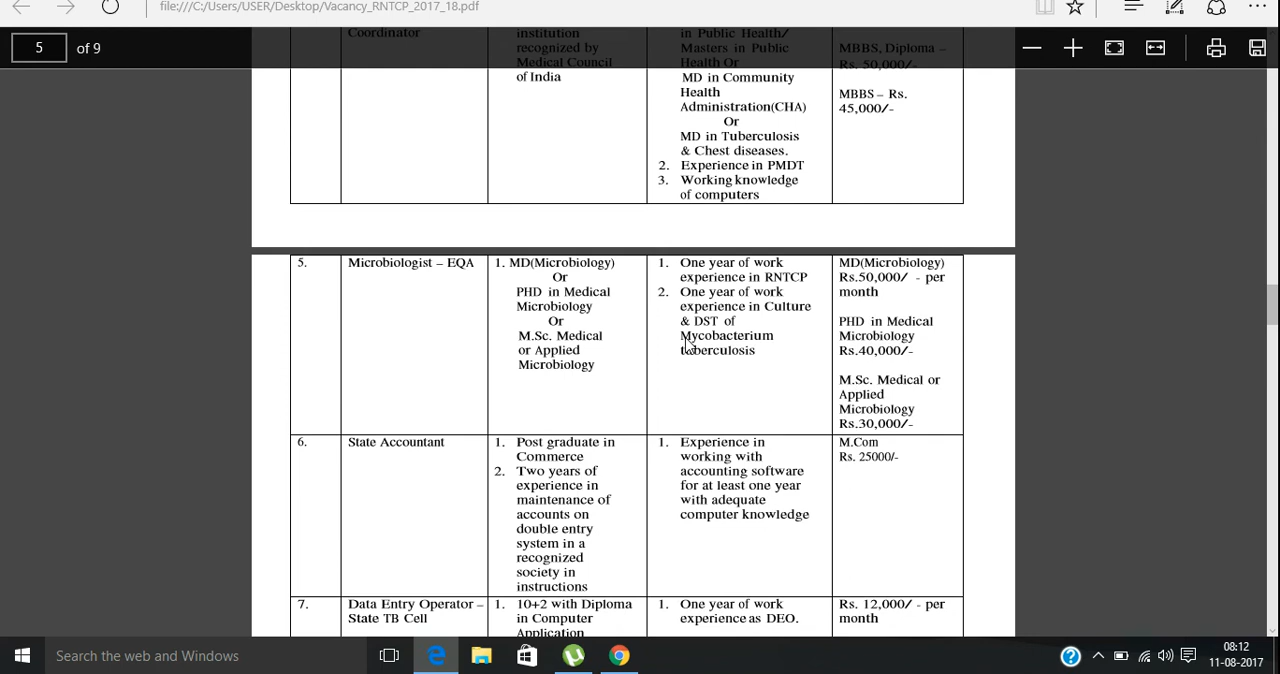 file:///C:/Users/USER/Desktop/Vacancy_RNTCP_2017_18.pdf
5 of 9
Coordinator
institution
recognized by
Medical Council
of India
in Public Health/
Masters in Public
Health Or
MD in Community
Health
Administration(CHA)
Or
MD in Tuberculosis
& Chest diseases.
2. Experience in PMDT
3. Working knowledge
of computers
MBBS, Diploma –
Rs. 50,000/-
MBBS – Rs.
45,000/-
5.
Microbiologist – EQA
1. MD(Microbiology)
Or
PHD in Medical
Microbiology
Or
M.Sc. Medical
or Applied
Microbiology
1. One year of work
experience in RNTCP
2. One year of work
experience in Culture
& DST of
Mycobacterium
tuberculosis
MD(Microbiology)
Rs.50,000/ - per
month
PHD in Medical
Microbiology
Rs.40,000/-
M.Sc. Medical or
Applied
Microbiology
Rs.30,000/-
6.
State Accountant
1. Post graduate in
Commerce
2. Two years of
experience in
maintenance of
accounts on
double entry
system in a
recognized
society in
instructions
1. Experience in
working with
accounting software
for at least one year
with adequate
computer knowledge
M.Com
Rs. 25000/-
7.
Data Entry Operator –
State TB Cell
1. 10+2 with Diploma
in Computer
Application
1. One year of work
experience as DEO.
Rs. 12,000/ - per
month
Search the web and Windows
08:12
11-08-2017